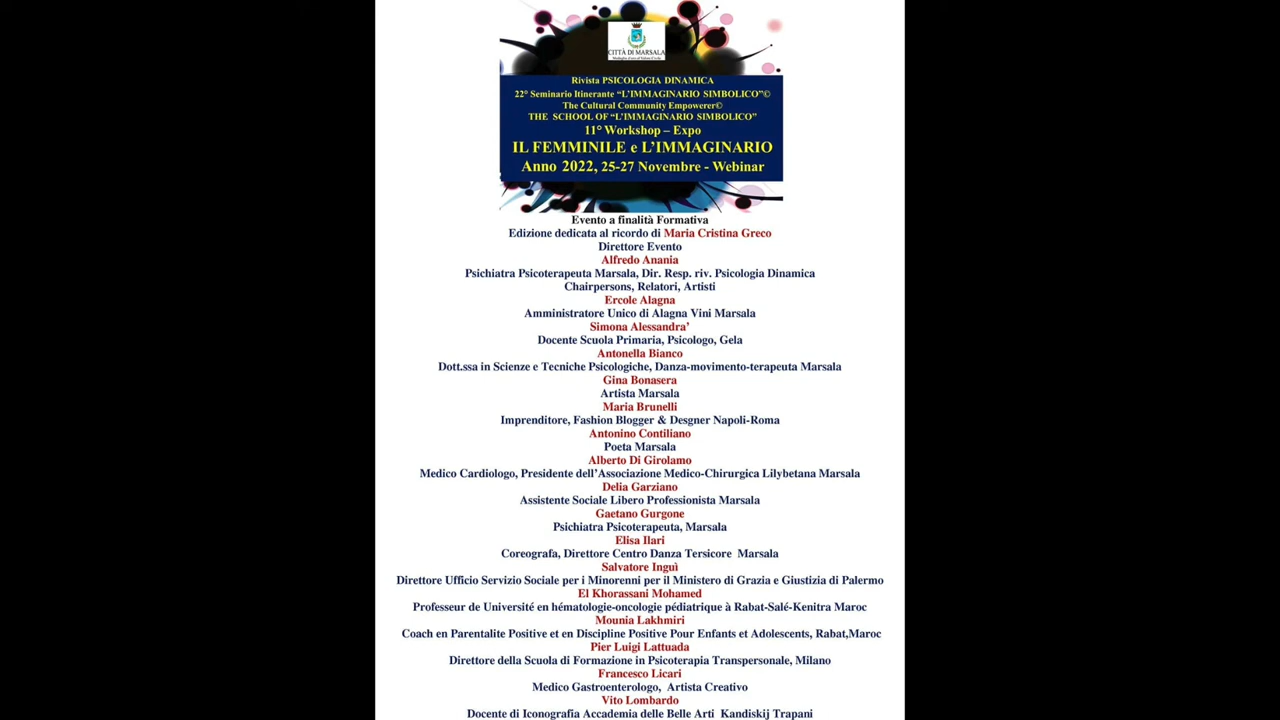 CITTÀ DI MARSALA
Medaglia d'oro al Valore Civile
Rivista PSICOLOGIA DINAMICA
22° Seminario Itinerante “L’IMMAGINARIO SIMBOLICO”©
The Cultural Community Empowerer©
THE SCHOOL OF “L’IMMAGINARIO SIMBOLICO”
11° Workshop – Expo
IL FEMMINILE e L’IMMAGINARIO
Anno 2022, 25-27 Novembre - Webinar
Evento a finalità Formativa
Edizione dedicata al ricordo di Maria Cristina Greco
Direttore Evento
Alfredo Anania
Psichiatra Psicoterapeuta Marsala, Dir. Resp. riv. Psicologia Dinamica
Chairpersons, Relatori, Artisti
Ercole Alagna
Amministratore Unico di Alagna Vini Marsala
Simona Alessandra’
Docente Scuola Primaria, Psicologo, Gela
Antonella Bianco
Dott.ssa in Scienze e Tecniche Psicologiche, Danza-movimento-terapeuta Marsala
Gina Bonasera
Artista Marsala
Maria Brunelli
Imprenditore, Fashion Blogger & Desgner Napoli-Roma
Antonino Contiliano
Poeta Marsala
Alberto Di Girolamo
Medico Cardiologo, Presidente dell’Associazione Medico-Chirurgica Lilybetana Marsala
Delia Garziano
Assistente Sociale Libero Professionista Marsala
Gaetano Gurgone
Psichiatra Psicoterapeuta, Marsala
Elisa Ilari
Coreografa, Direttore Centro Danza Tersicore Marsala
Salvatore Inguì
Direttore Ufficio Servizio Sociale per i Minorenni per il Ministero di Grazia e Giustizia di Palermo
El Khorassani Mohamed
Professeur de Université en hématologie-oncologie pédiatrique à Rabat-Salé-Kenitra Maroc
Mounia Lakhmiri
Coach en Parentalite Positive et en Discipline Positive Pour Enfants et Adolescents, Rabat,Maroc
Pier Luigi Lattuada
Direttore della Scuola di Formazione in Psicoterapia Transpersonale, Milano
Francesco Licari
Medico Gastroenterologo, Artista Creativo
Vito Lombardo
Docente di Iconografia Accademia delle Belle Arti Kandiskij Trapani